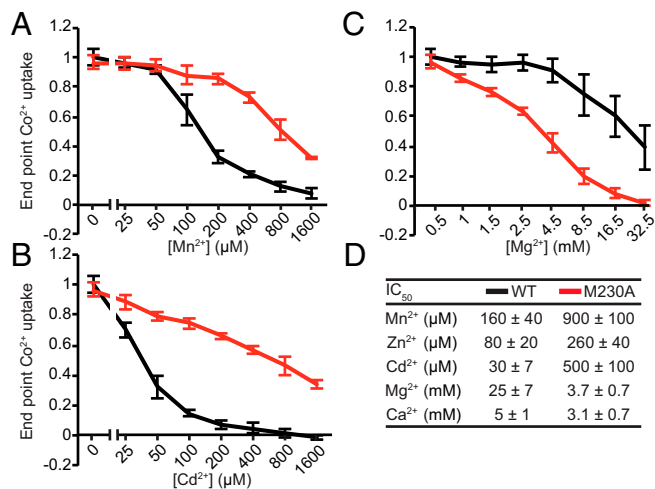 A
End point Co²⁺ uptake
1.2
1
0.8
0.6
0.4
0.2
0
-0.2
0 25 50 100 200 400 800 1600
[Mn²⁺] (µM)
B
End point Co²⁺ uptake
1.2
1
0.8
0.6
0.4
0.2
0
-0.2
0 25 50 100 200 400 800 1600
[Cd²⁺] (µM)
C
1.2
1
0.8
0.6
0.4
0.2
0
-0.2
0.5 1 1.5 2.5 4.5 8.5 16.5 32.5
[Mg²⁺] (mM)
D
IC₅₀ WT M230A
Mn²⁺ (µM) 160 ± 40 900 ± 100
Zn²⁺ (µM) 80 ± 20 260 ± 40
Cd²⁺ (µM) 30 ± 7 500 ± 100
Mg²⁺ (mM) 25 ± 7 3.7 ± 0.7
Ca²⁺ (mM) 5 ± 1 3.1 ± 0.7